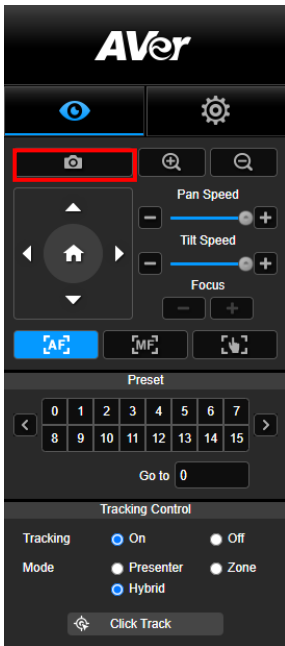 AVer
Pan Speed
Tilt Speed
Focus
AF MF
Preset
0 1 2 3 4 5 6 7
8 9 10 11 12 13 14 15
Go to 0
Tracking Control
Tracking On Off
Mode Presenter Zone
Hybrid
Click Track